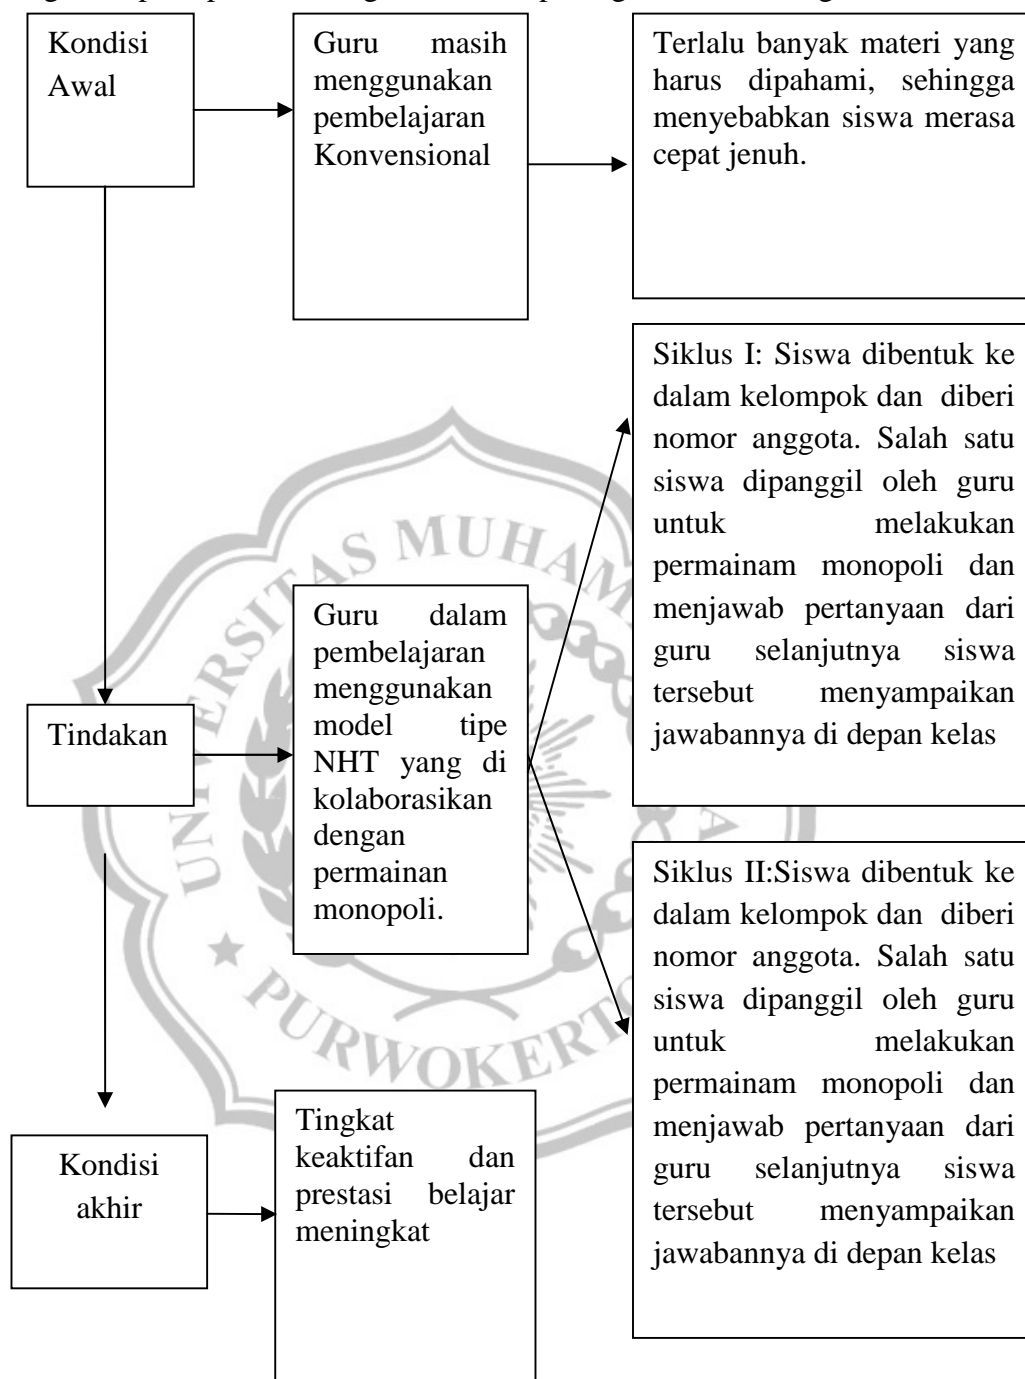 Kondisi
Awal
Guru masih
menggunakan
pembelajaran
Konvensional
Terlalu banyak materi yang
harus dipahami, sehingga
menyebabkan siswa merasa
cepat jenuh.
Siklus I: Siswa dibentuk ke
dalam kelompok dan diberi
nomor anggota. Salah satu
siswa dipanggil oleh guru
untuk melakukan
permainam monopoli dan
menjawab pertanyaan dari
guru selanjutnya siswa
tersebut menyampaikan
jawabannya di depan kelas
Tindakan
Guru dalam
pembelajaran
menggunakan
model tipe
NHT yang di
kolaborasikan
dengan
permainan
monopoli.
Siklus II:Siswa dibentuk ke
dalam kelompok dan diberi
nomor anggota. Salah satu
siswa dipanggil oleh guru
untuk melakukan
permainam monopoli dan
menjawab pertanyaan dari
guru selanjutnya siswa
tersebut menyampaikan
jawabannya di depan kelas
Kondisi
akhir
Tingkat
keaktifan dan
prestasi belajar
meningkat
UNIVERSITAS MUHAM
PURWOKERTO